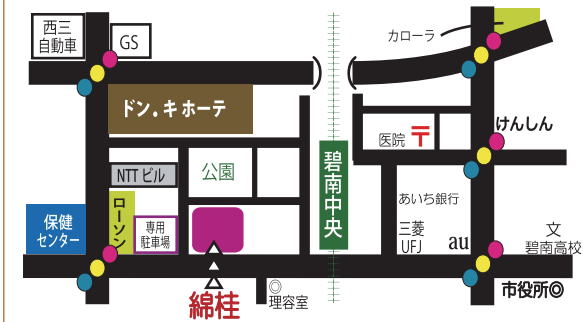 西三
自動車
GS
カローラ
ドン.キホーテ
けんしん
医院
〒
NTTビル
公園
碧南中央
あいち銀行
保健
センター
ローソン
専用
駐車場
三菱
UFJ
au
文
碧南高校
綿桂
◎
理容室
市役所◎